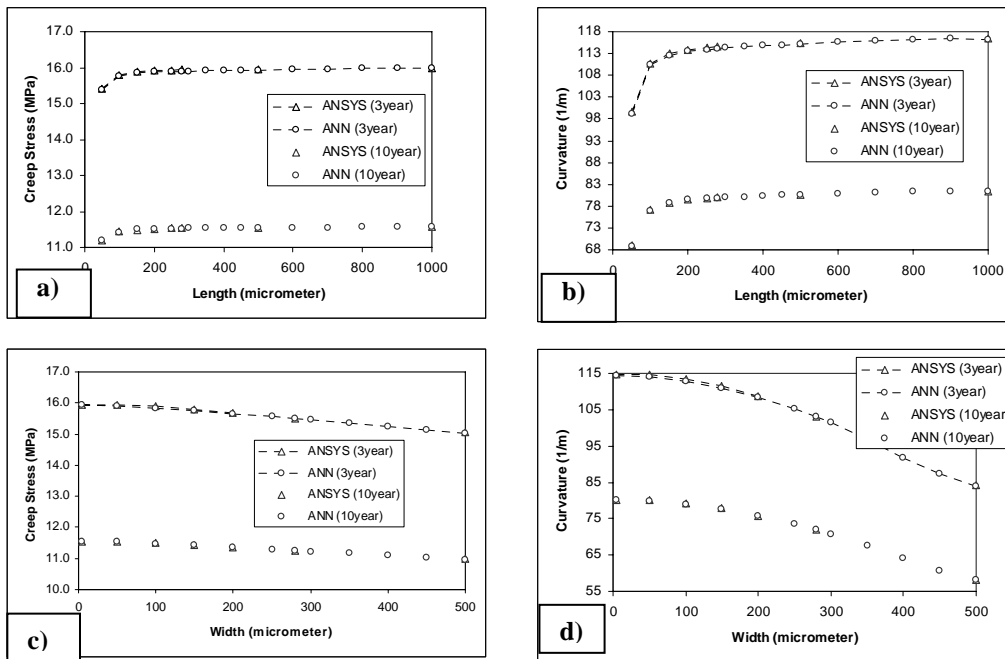 17.0
16.0
15.0
14.0
13.0
12.0
11.0
Creep Stress (MPa)
ANSYS (3year)
ANN (3year)
ANSYS (10year)
ANN (10year)
0 200 400 600 800 1000
Length (micrometer)
a)
118
113
108
103
98
93
88
83
78
73
68
Curvature (1/m)
ANSYS (3year)
ANN (3year)
ANSYS (10year)
ANN (10year)
0 200 400 600 800 1000
Length (micrometer)
b)
17.0
16.0
15.0
14.0
13.0
12.0
11.0
10.0
Creep Stress (MPa)
ANSYS (3year)
ANN (3year)
ANSYS (10year)
ANN (10year)
0 100 200 300 400 500
Width (micrometer)
c)
115
105
95
85
75
65
55
Curvature (1/m)
ANSYS (3year)
ANN (3year)
ANSYS (10year)
ANN (10year)
0 100 200 300 400 500
Width (micrometer)
d)